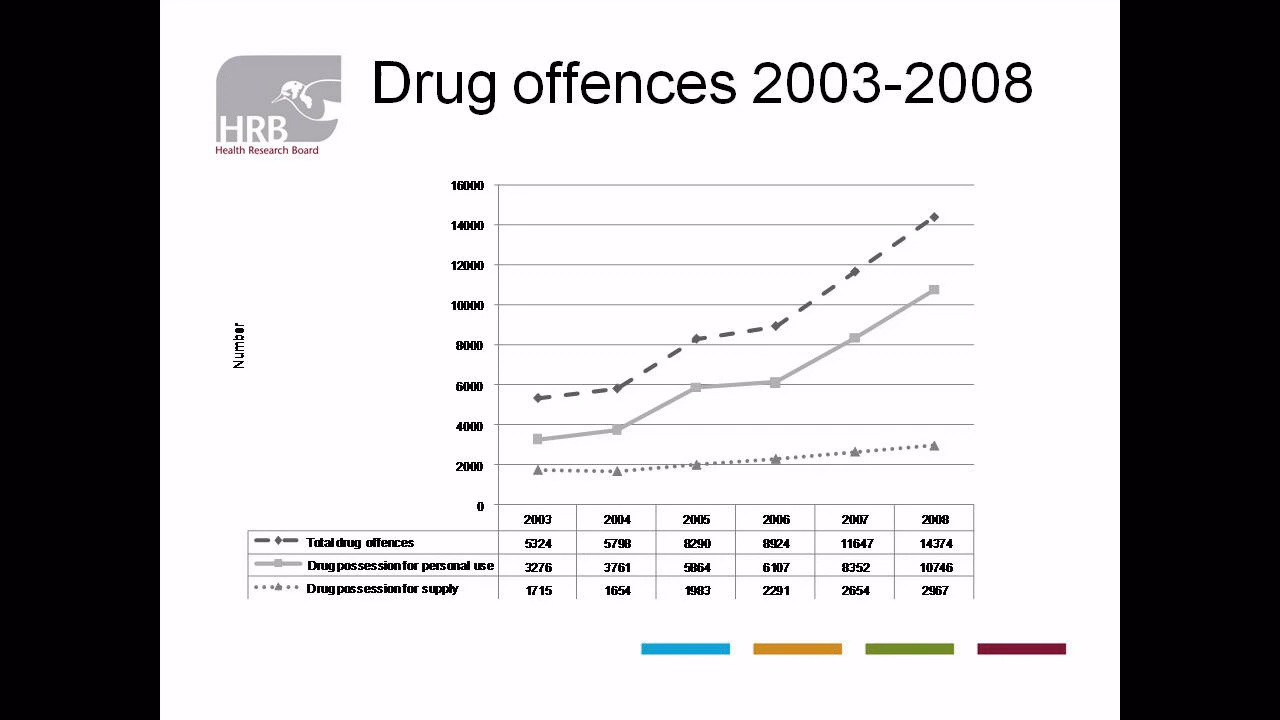 Drug offences 2003-2008
HRB
Health Research Board
Number
16000
14000
12000
10000
8000
6000
4000
2000
0
2003 2004 2005 2006 2007 2008
Total drug offences 5324 5798 8290 8924 11647 14374
Drug possession for personal use 3276 3761 5864 6107 8352 10746
Drug possession for supply 1715 1654 1983 2291 2654 2967